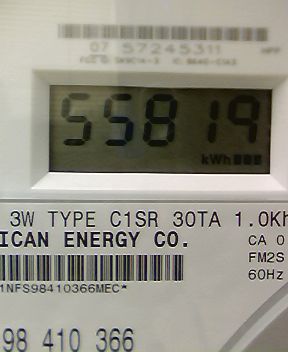 07 57245311
HPP
55819
kWh
3W TYPE C1SR 30TA 1.0Kh
ICAN ENERGY CO.
CA 0
FM2S
60Hz
1NFS98410366MEC*
98 410 366